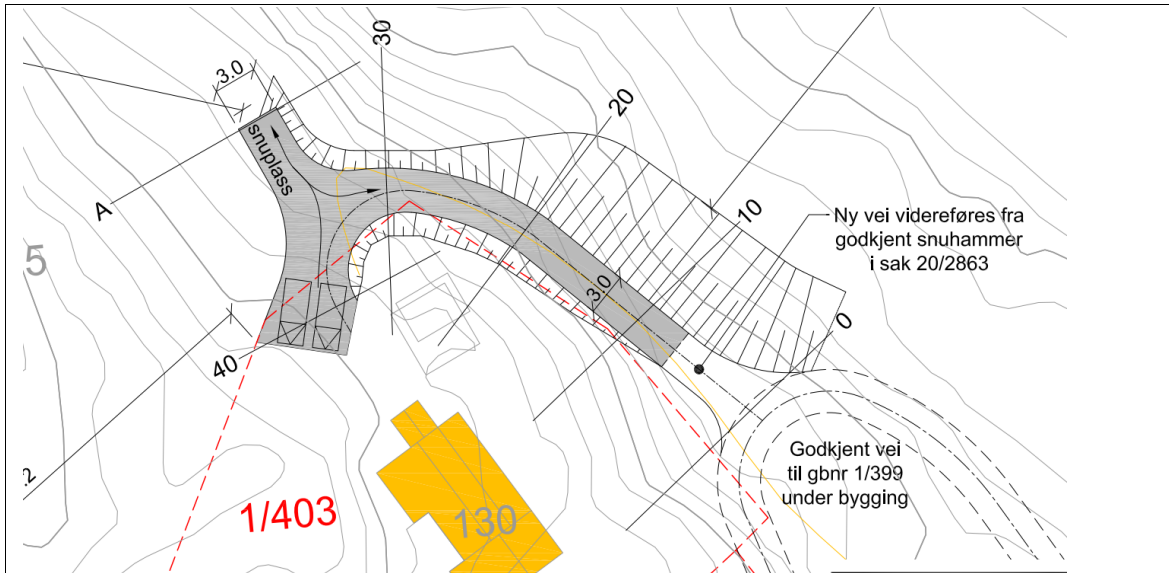 3.0
30
20
snuplass
A
10
Ny vei videreføres fra
godkjent snuhammer
i sak 20/2863
5
3.0
0
40
Godkjent vei
til gbnr 1/399
under bygging
2
1/403
130